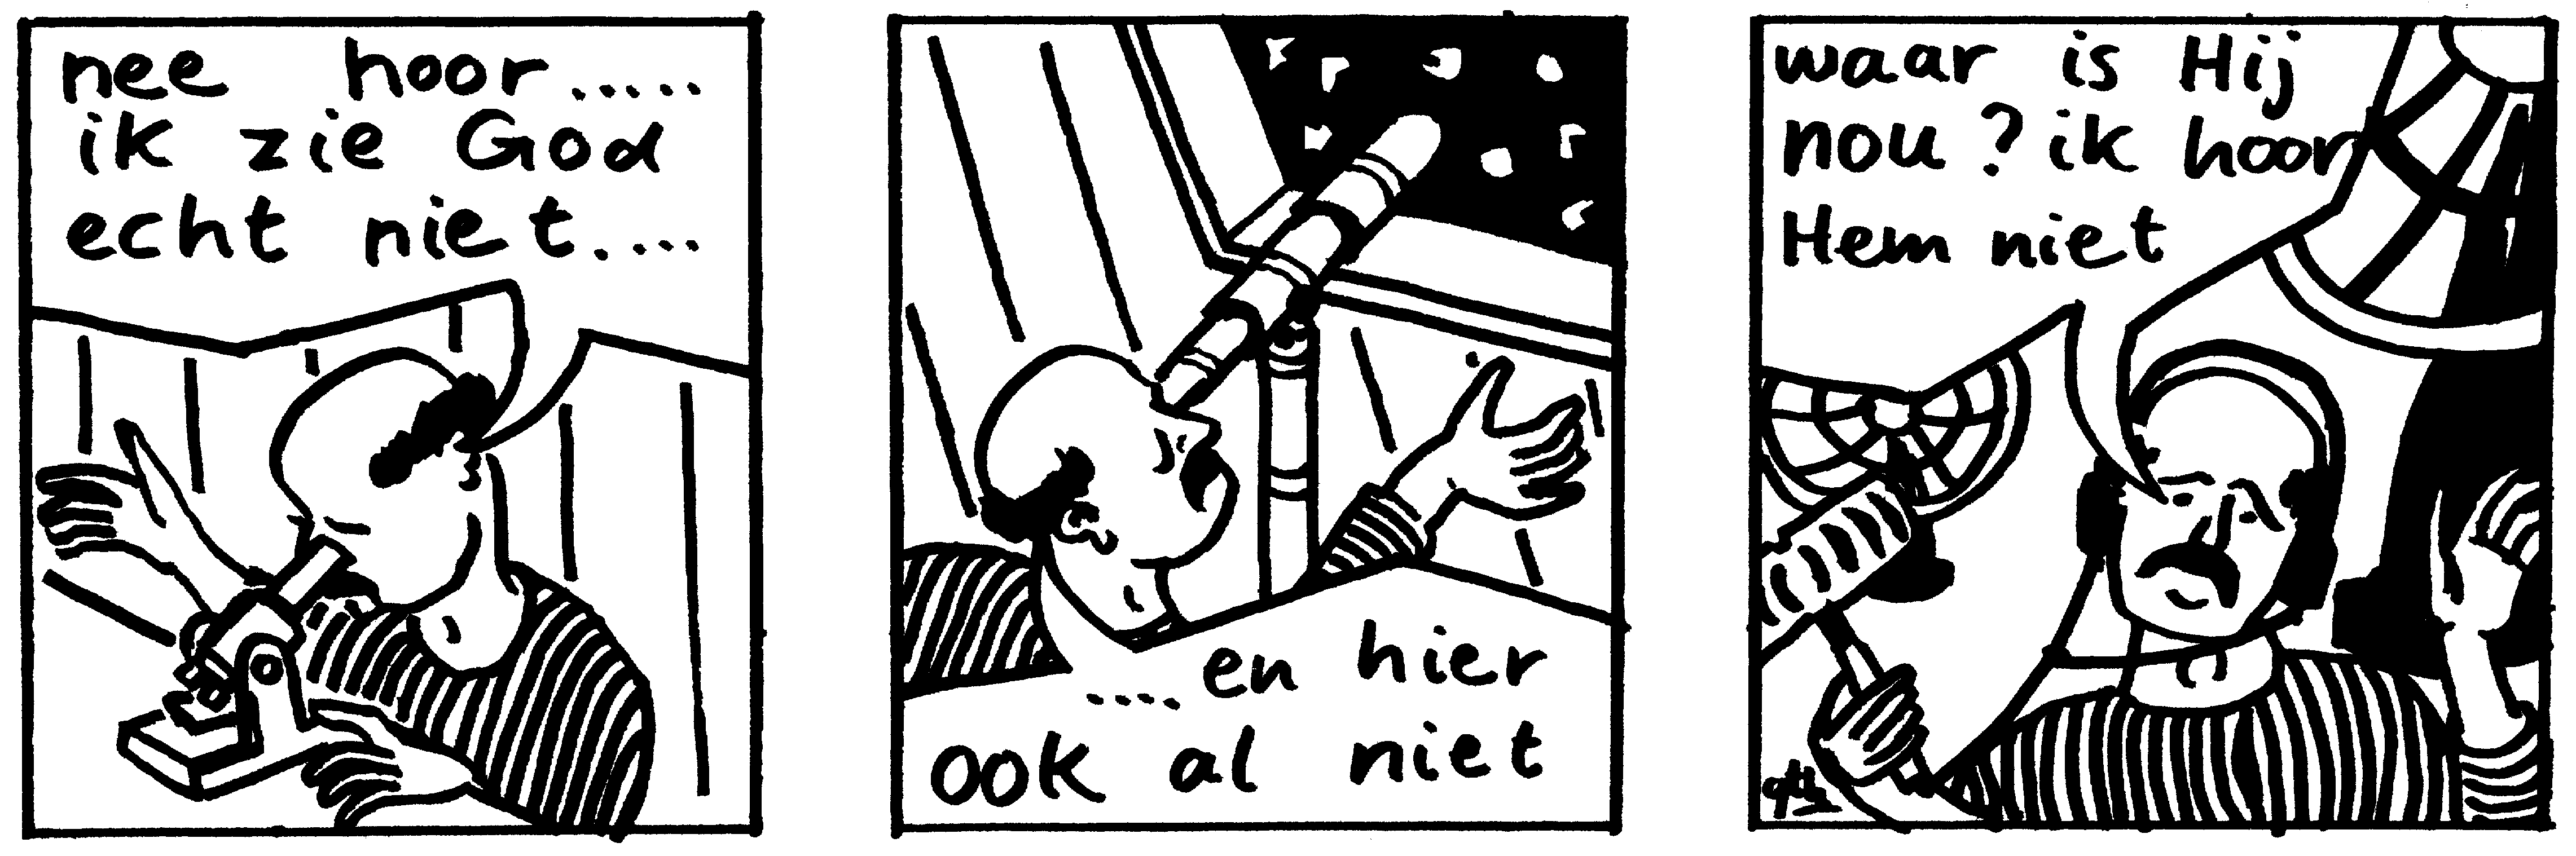 nee hoor.....
ik zie God
echt niet....
....en hier
ook al niet
waar is Hij
nou? ik hoor
Hem niet